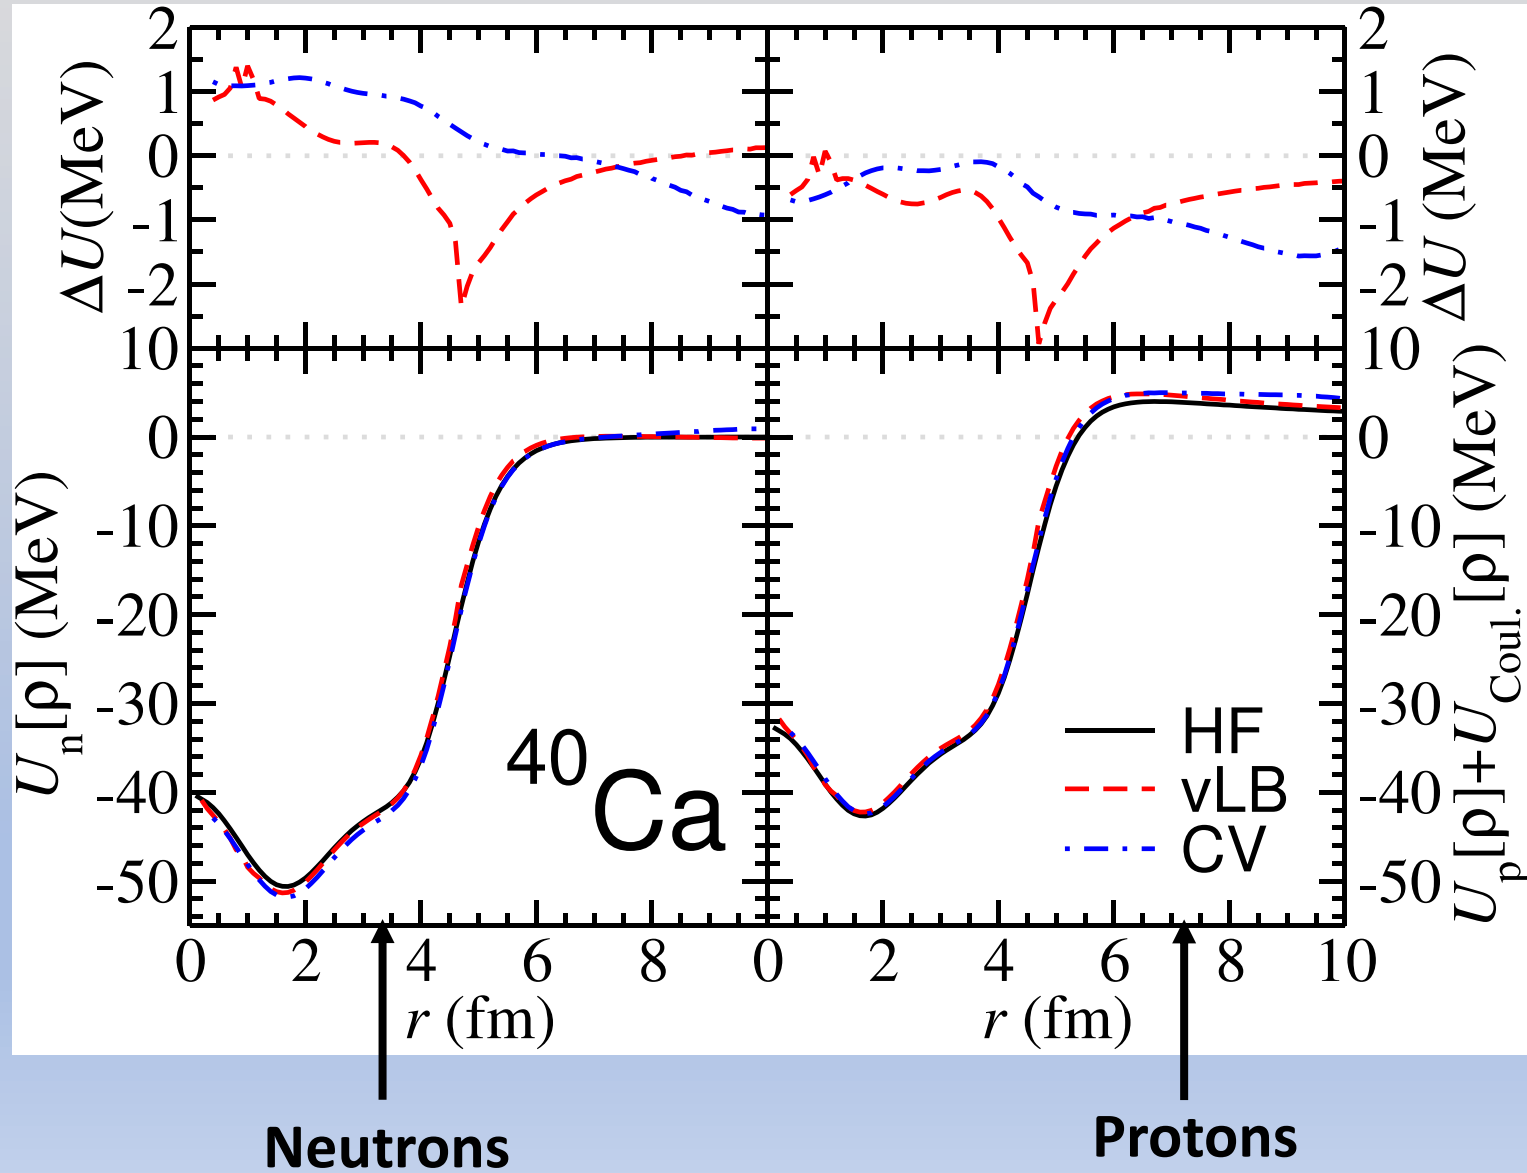 2
2
1
1
0
0
-1
-1
-2
-2
ΔU(MeV)
ΔU (MeV)
10
10
0
0
-10
-10
-20
-20
-30
-30
-40
-40
-50
-50
Un[ρ] (MeV)
Up[ρ]+UCoul.[ρ] (MeV)
HF
vLB
CV
40Ca
0 2 4 6 8 0 2 4 6 8 10
r (fm) r (fm)
Neutrons Protons